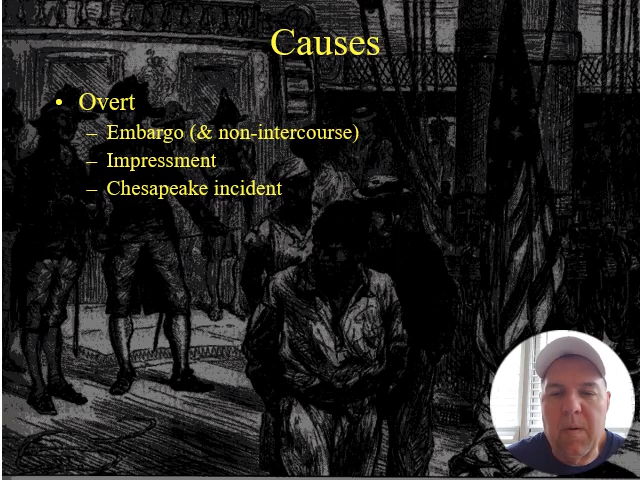 Causes
• Overt
– Embargo (& non-intercourse)
– Impressment
– Chesapeake incident